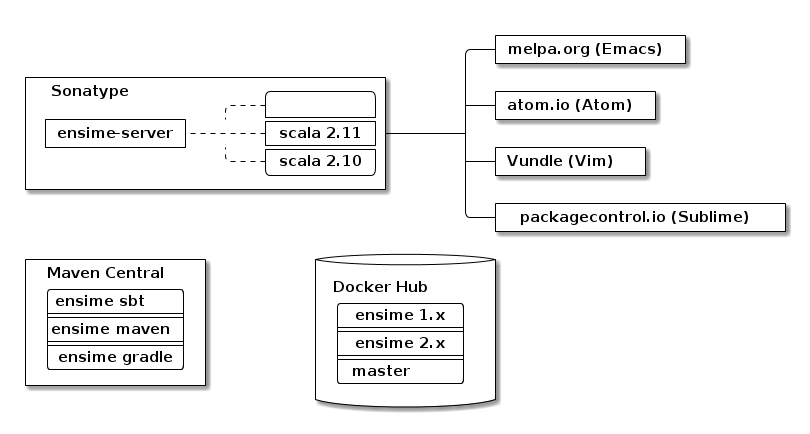 melpa.org (Emacs)
Sonatype
atom.io (Atom)
ensime-server
scala 2.11
scala 2.10
Vundle (Vim)
packagecontrol.io (Sublime)
Maven Central
ensime sbt
ensime maven
ensime gradle
Docker Hub
ensime 1.x
ensime 2.x
master